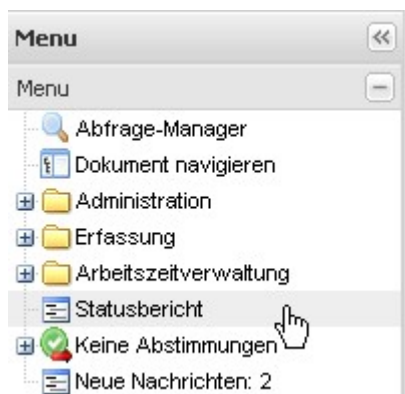 Menu
Menu
Abfrage-Manager
Dokument navigieren
Administration
Erfassung
Arbeitszeitverwaltung
Statusbericht
Keine Abstimmungen
Neue Nachrichten: 2